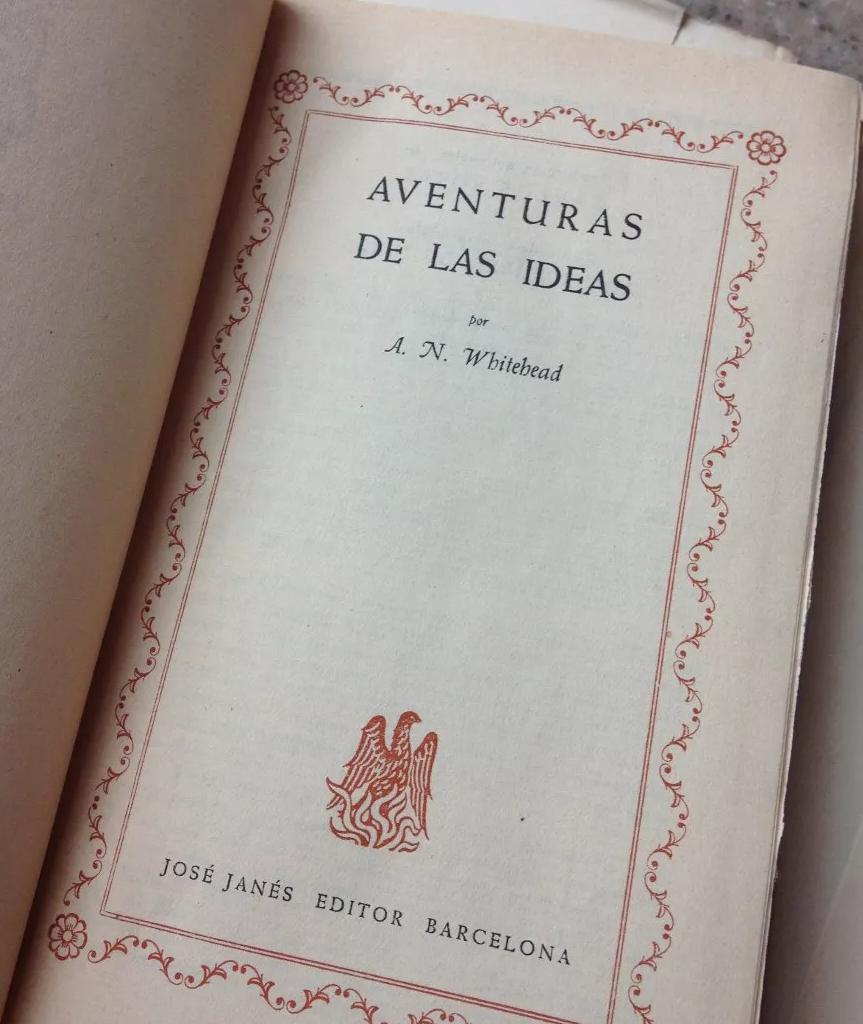 AVENTURAS
DE LAS IDEAS
por
A. N. Whitehead
JOSÉ JANÉS EDITOR BARCELONA